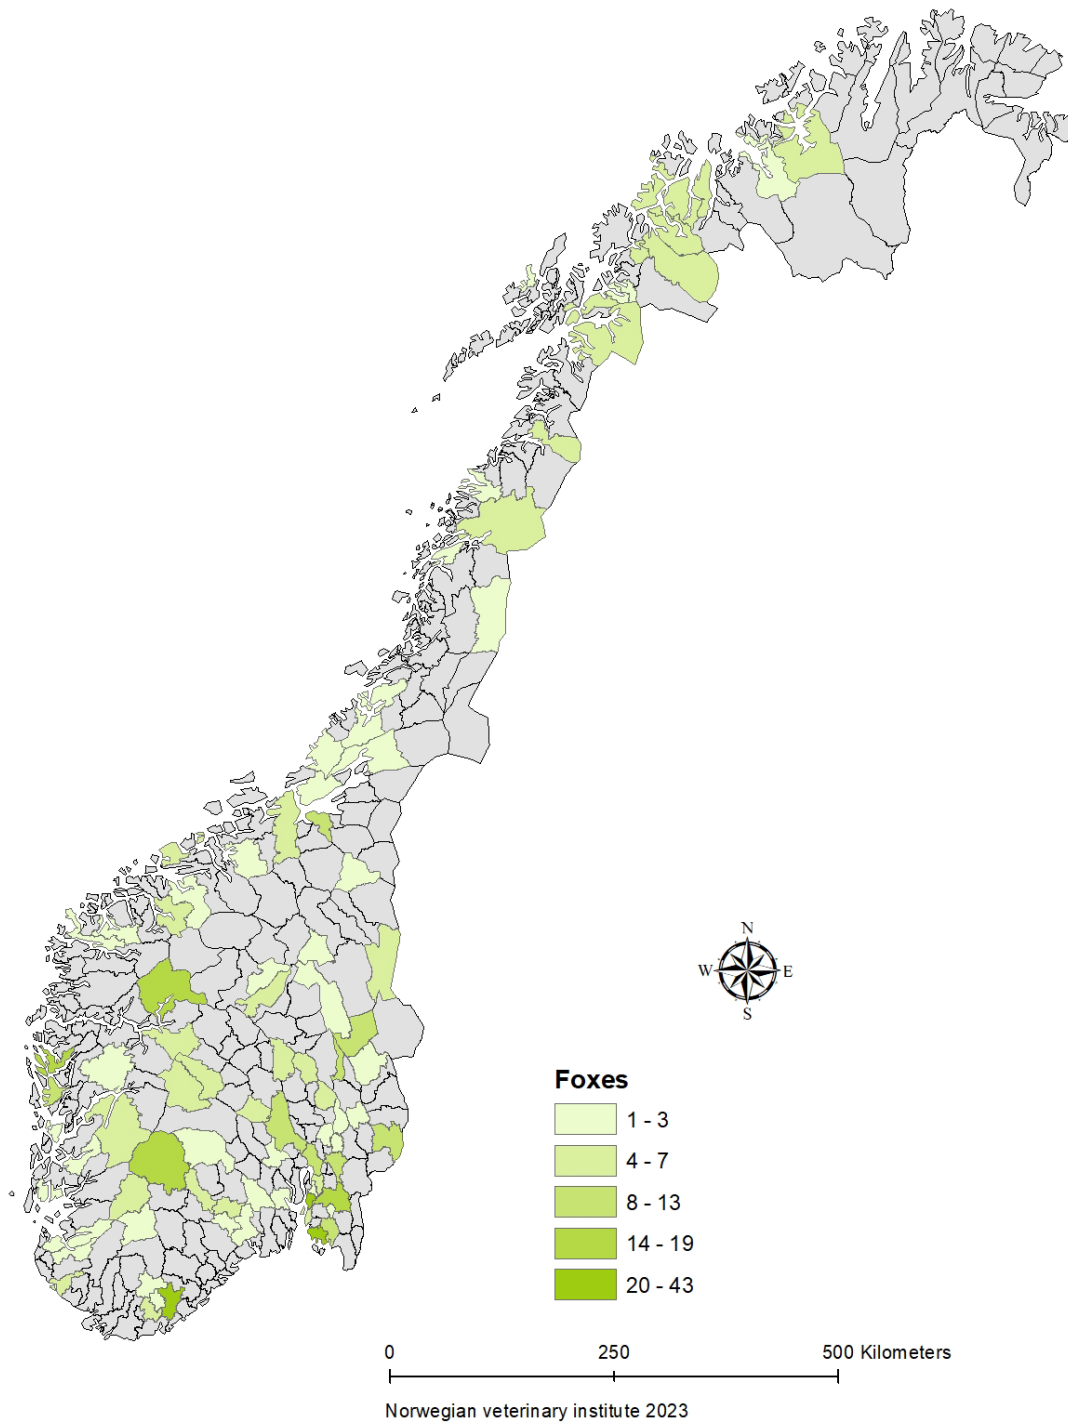 N
W E
S
Foxes
1 - 3
4 - 7
8 - 13
14 - 19
20 - 43
0 250 500 Kilometers
Norwegian veterinary institute 2023